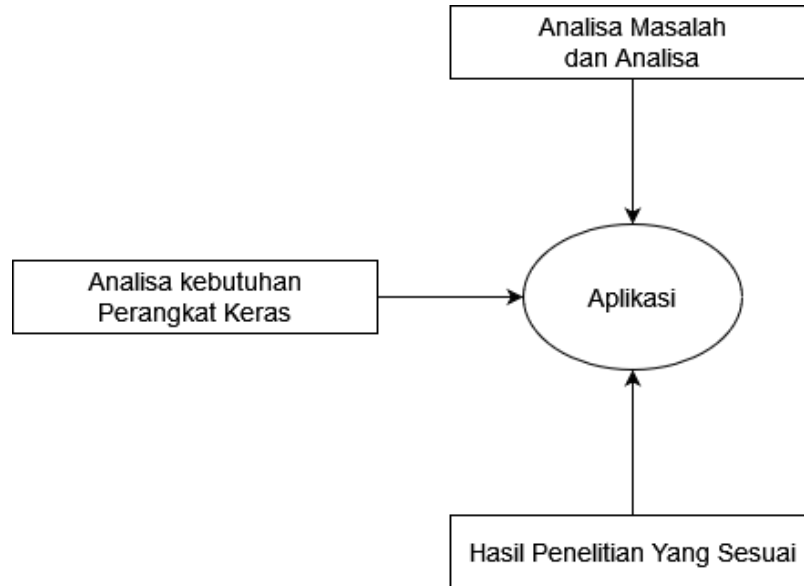 Analisa Masalah
dan Analisa
Analisa kebutuhan
Perangkat Keras
Aplikasi
Hasil Penelitian Yang Sesuai